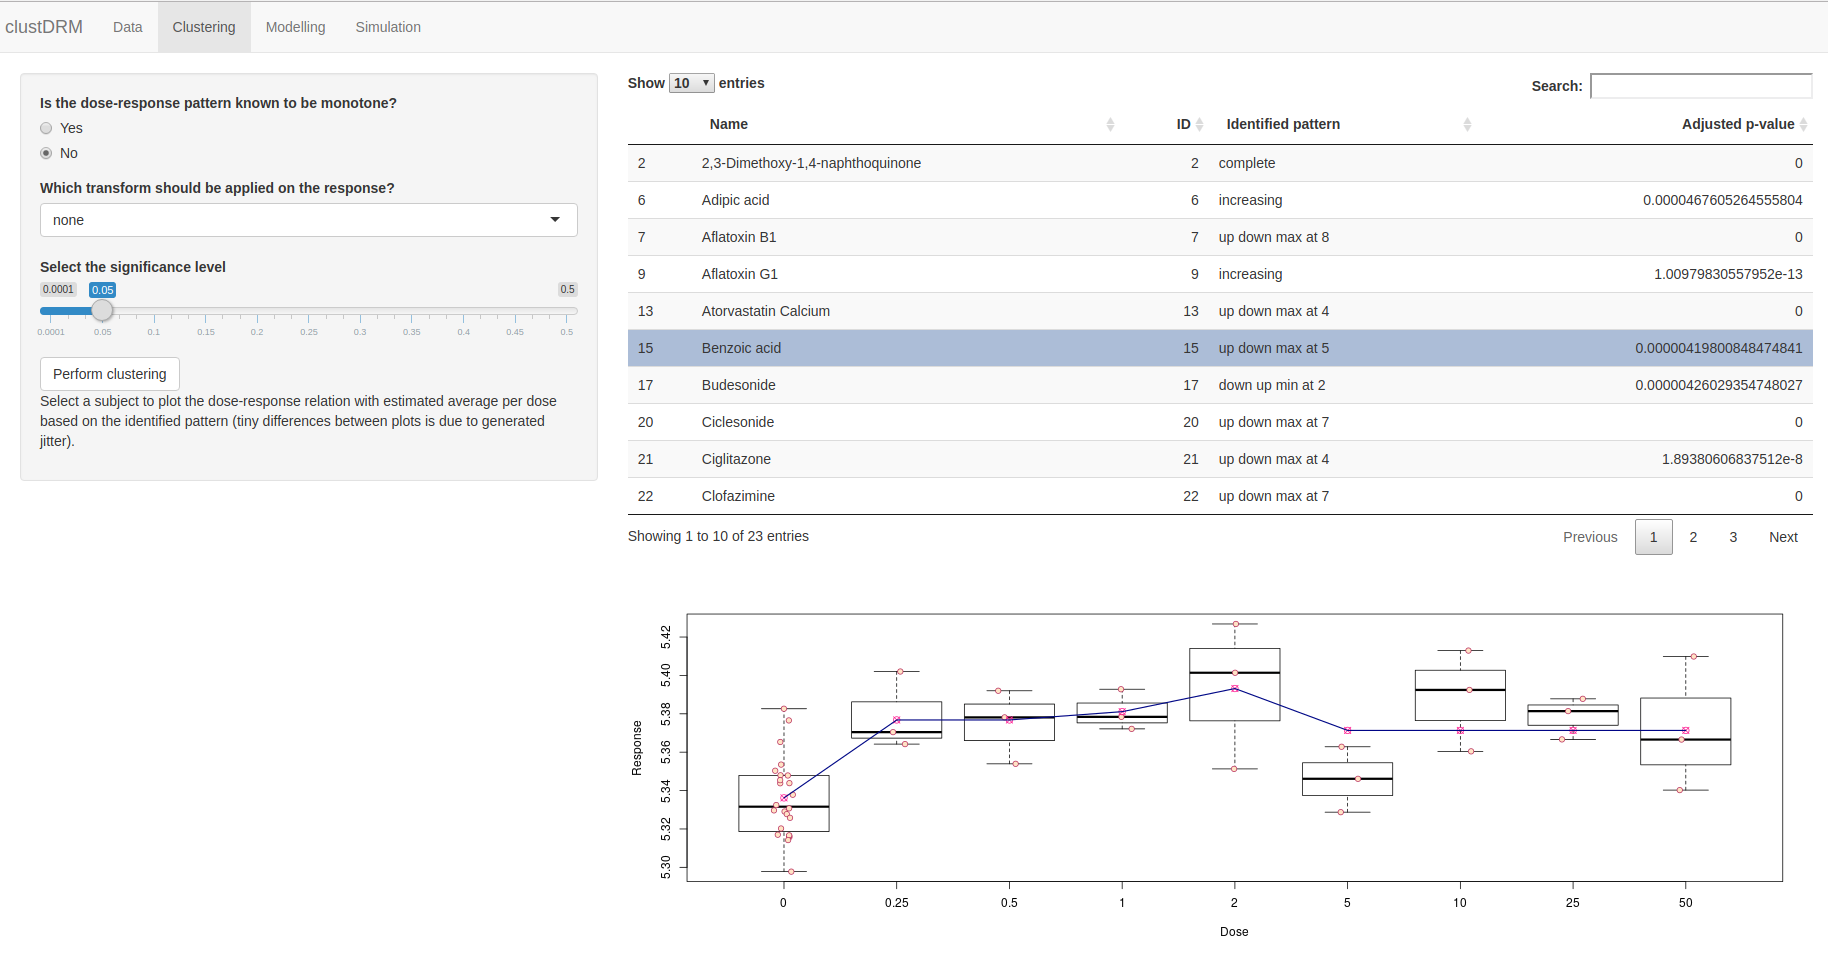 clustDRM Data Clustering Modelling Simulation
Is the dose-response pattern known to be monotone?
Yes
No
Which transform should be applied on the response?
none
Select the significance level
0.0001 0.05 0.5
0.0001 0.05 0.1 0.15 0.2 0.25 0.3 0.35 0.4 0.45 0.5
Perform clustering
Select a subject to plot the dose-response relation with estimated average per dose
based on the identified pattern (tiny differences between plots is due to generated
jitter).
Show 10 entries
Search:
Name ID Identified pattern Adjusted p-value
2 2,3-Dimethoxy-1,4-naphthoquinone 2 complete 0
6 Adipic acid 6 increasing 0.0000467605264555804
7 Aflatoxin B1 7 up down max at 8 0
9 Aflatoxin G1 9 increasing 1.00979830557952e-13
13 Atorvastatin Calcium 13 up down max at 4 0
15 Benzoic acid 15 up down max at 5 0.00000419800848474841
17 Budesonide 17 down up min at 2 0.00000426029354748027
20 Ciclesonide 20 up down max at 7 0
21 Ciglitazone 21 up down max at 4 1.89380606837512e-8
22 Clofazimine 22 up down max at 7 0
Showing 1 to 10 of 23 entries
Previous 1 2 3 Next
Response
5.42
5.40
5.38
5.36
5.34
5.32
5.30
0 0.25 0.5 1 2 5 10 25 50
Dose